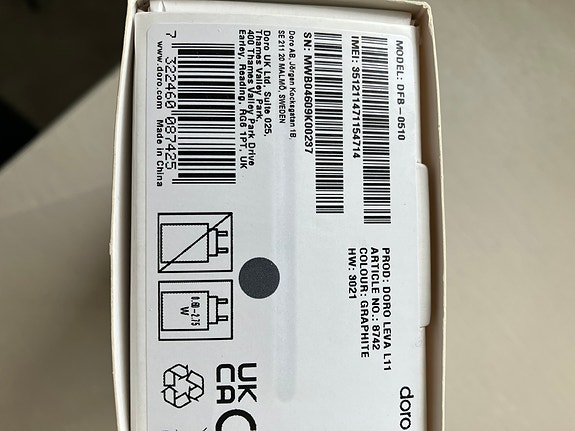 MODEL: DFB-0510
IMEI: 351211471154714
SN: MWB04609K00237
Doro AB, Jörgen Kocksgatan 1B,
SE 211 20 MALMÖ, SWEDEN
Doro UK Ltd, Suite 025,
Thames Valley Park,
400 Thames Valley Park Drive
Earley, Reading, RG6 1PT, UK
7 322460 087425
www.doro.com Made in China
PROD: DORO LEVA L11
ARTICLE NO.: 8742
COLOUR: GRAPHITE
HW: 3021
W
UK
CA
doro